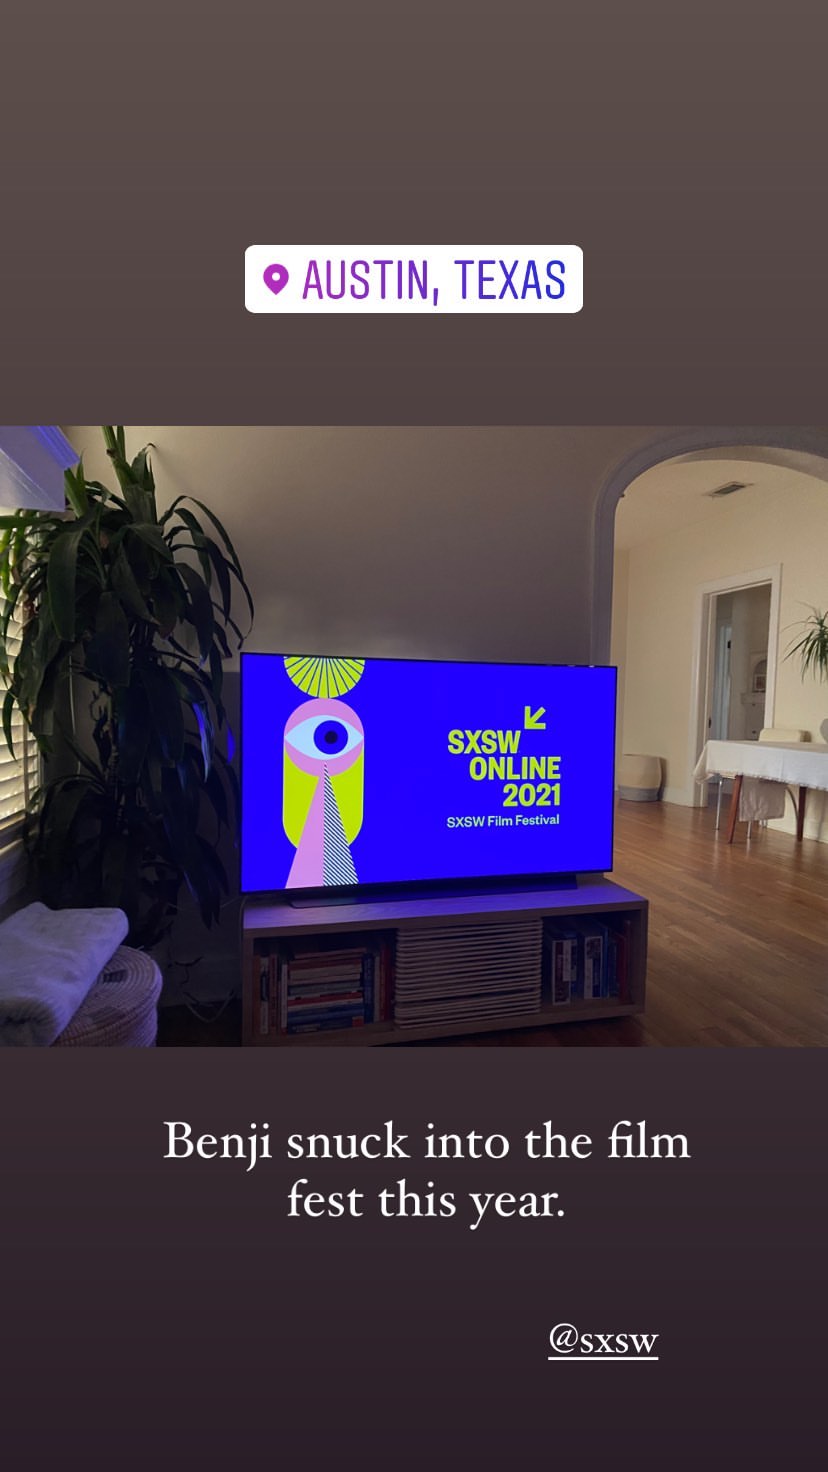 AUSTIN, TEXAS
SXSW
ONLINE
2021
SXSW Film Festival
Benji snuck into the film
fest this year.
@sxsw